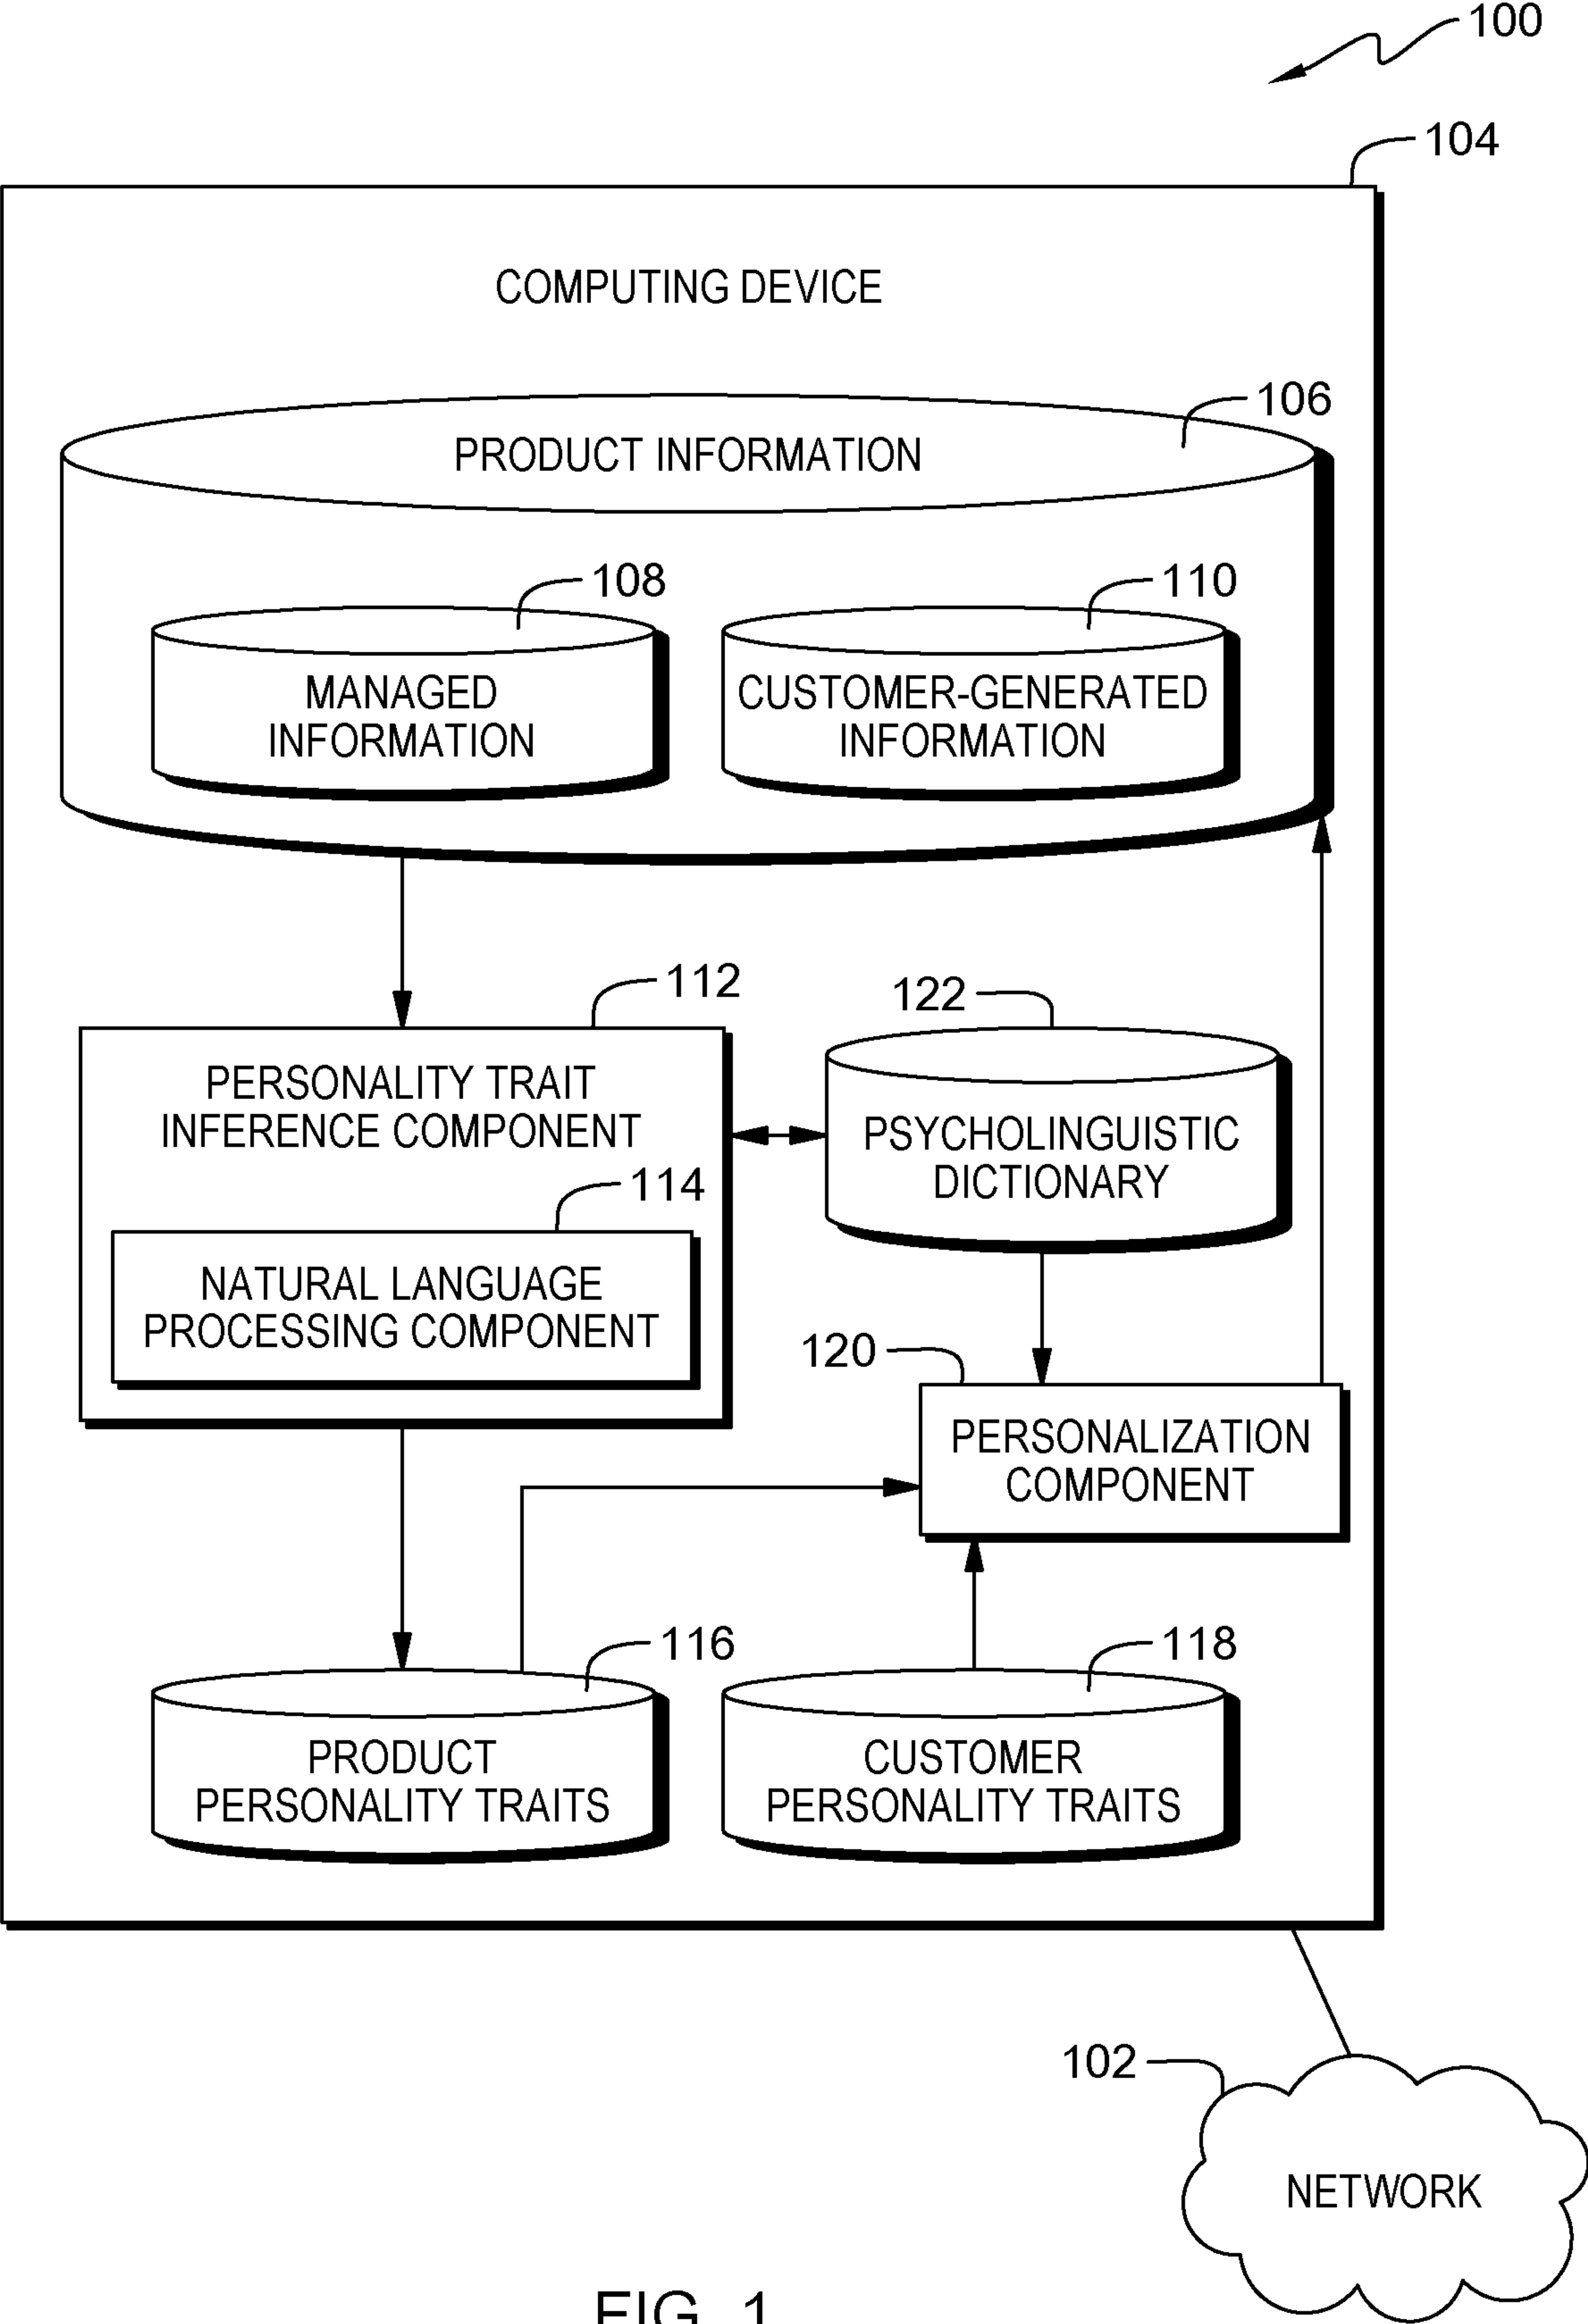 100
104
COMPUTING DEVICE
106
PRODUCT INFORMATION
108
110
MANAGED
INFORMATION
CUSTOMER-GENERATED
INFORMATION
112
122
PERSONALITY TRAIT
INFERENCE COMPONENT
PSYCHOLINGUISTIC
DICTIONARY
114
NATURAL LANGUAGE
PROCESSING COMPONENT
120
PERSONALIZATION
COMPONENT
116
118
PRODUCT
PERSONALITY TRAITS
CUSTOMER
PERSONALITY TRAITS
102
NETWORK
FIG. 1